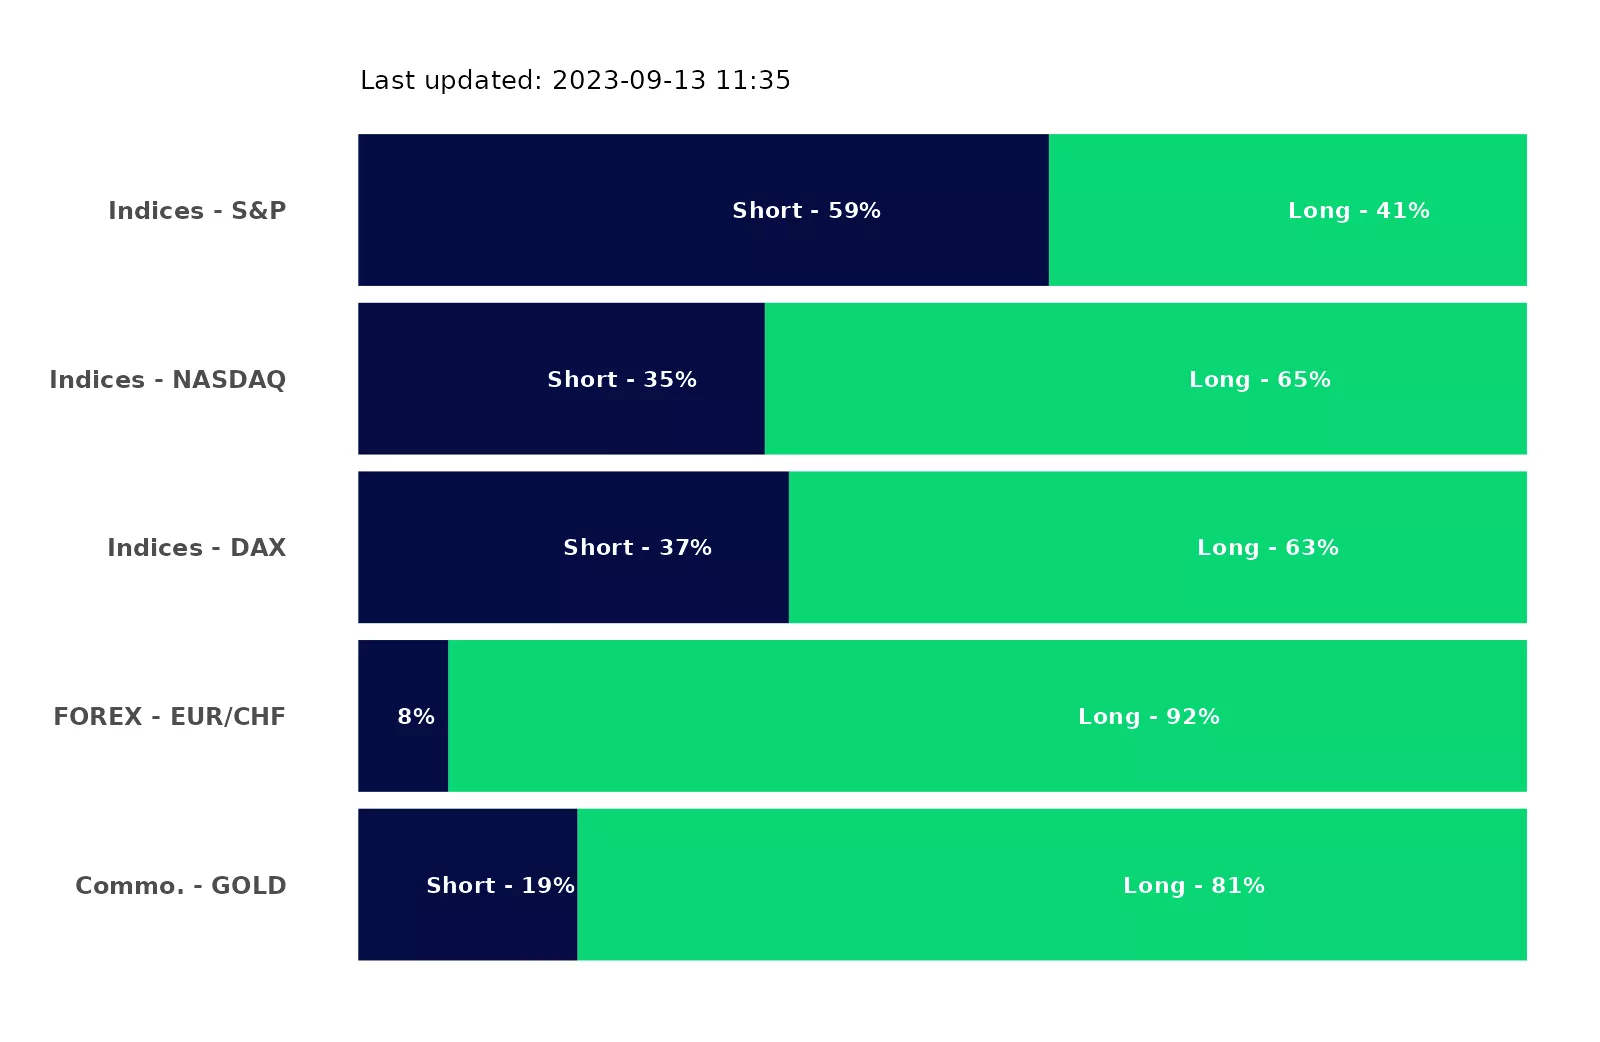 Last updated: 2023-09-13 11:35
Indices - S&P Short - 59% Long - 41%
Indices - NASDAQ Short - 35% Long - 65%
Indices - DAX Short - 37% Long - 63%
FOREX - EUR/CHF 8% Long - 92%
Commo. - GOLD Short - 19% Long - 81%